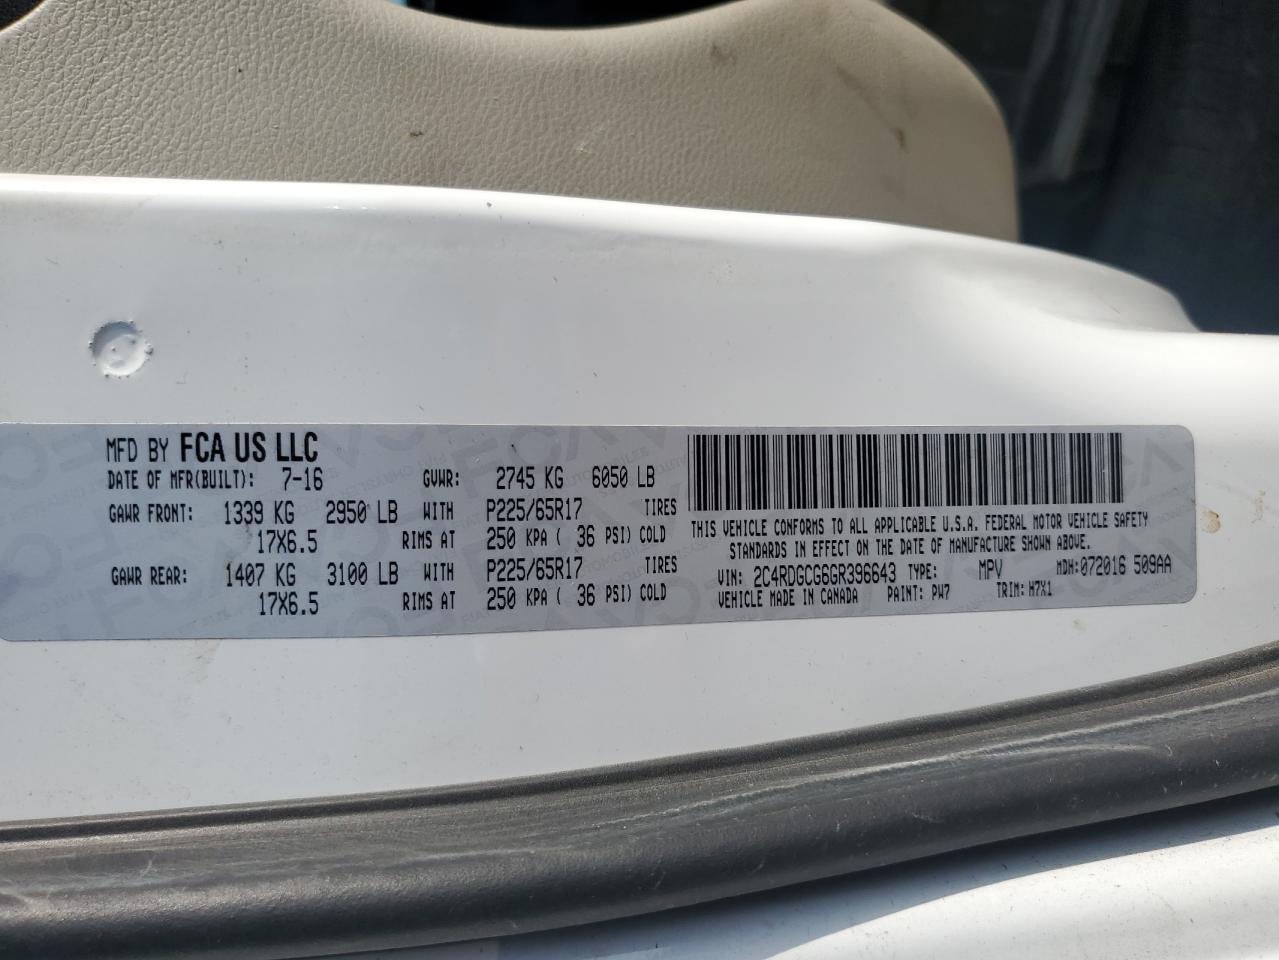 MFD BY FCA US LLC
DATE OF MFR(BUILT): 7-16 GVWR: 2745 KG 6050 LB
GAWR FRONT: 1339 KG 2950 LB WITH P225/65R17 TIRES
17X6.5 RIMS AT 250 KPA ( 36 PSI) COLD
GAWR REAR: 1407 KG 3100 LB WITH P225/65R17 TIRES
17X6.5 RIMS AT 250 KPA ( 36 PSI) COLD
THIS VEHICLE CONFORMS TO ALL APPLICABLE U.S.A. FEDERAL MOTOR VEHICLE SAFETY
STANDARDS IN EFFECT ON THE DATE OF MANUFACTURE SHOWN ABOVE.
VIN: 2C4RDGCG6GR396643 TYPE: MPV MDH: 072016 509AA
VEHICLE MADE IN CANADA PAINT: PW7 TRIM: H7X1